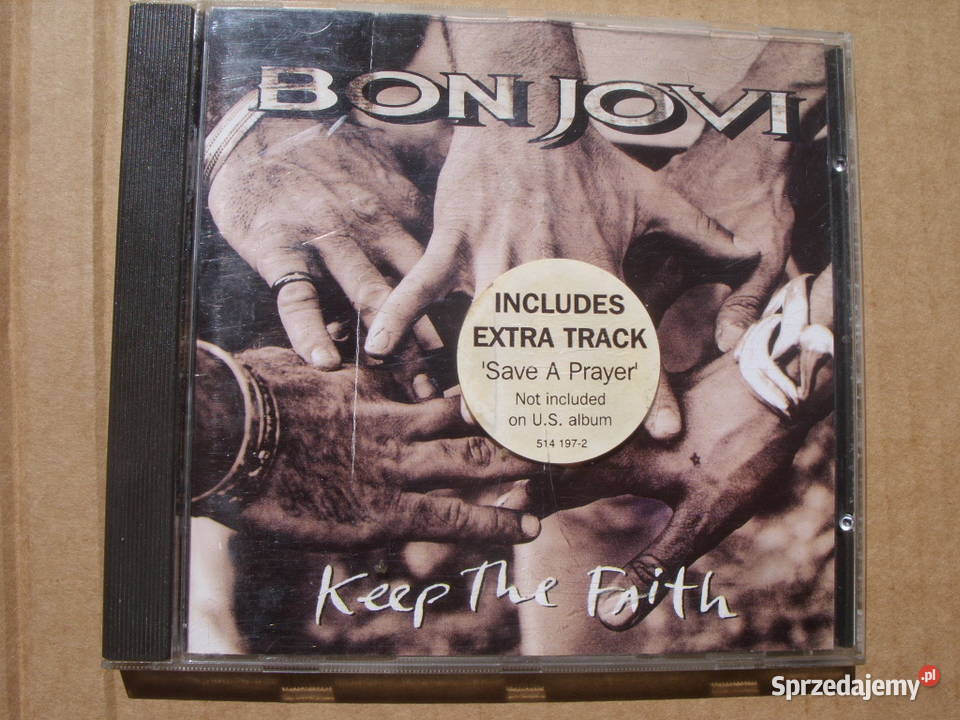 BON JOVI
INCLUDES
EXTRA TRACK
'Save A Prayer'
Not included
on U.S. album
514 197-2
Keep The Faith
Sprzedajemy.pl